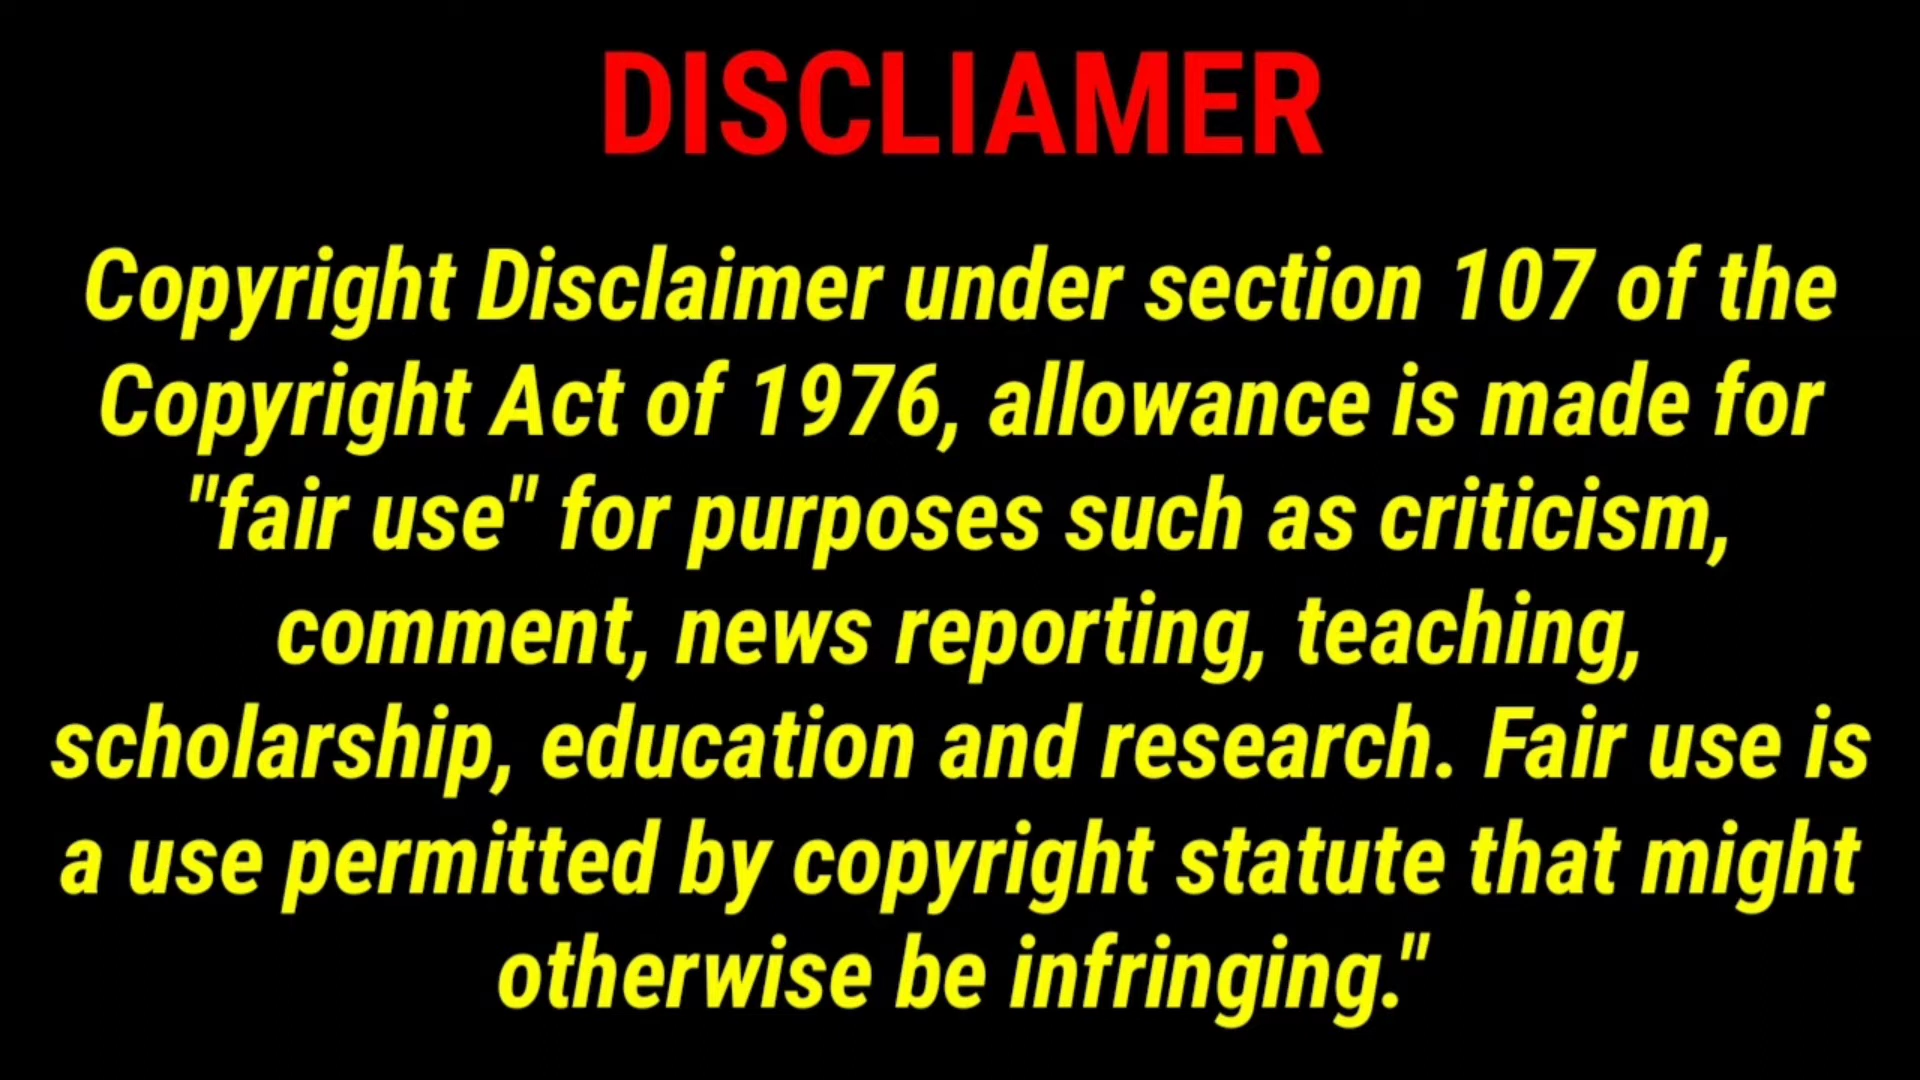 DISCLIAMER
Copyright Disclaimer under section 107 of the
Copyright Act of 1976, allowance is made for
"fair use" for purposes such as criticism,
comment, news reporting, teaching,
scholarship, education and research. Fair use is
a use permitted by copyright statute that might
otherwise be infringing."